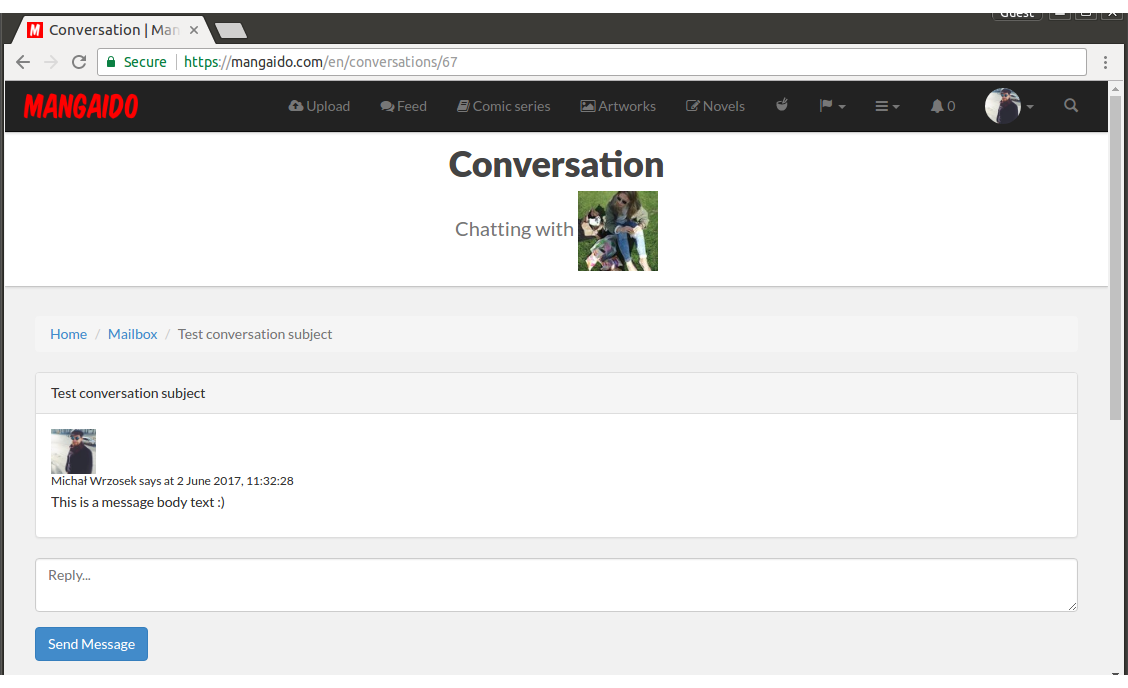 Guest
Conversation | Man
Secure https://mangaido.com/en/conversations/67
MANGAIDO Upload Feed Comic series Artworks Novels 0
Conversation
Chatting with
Home / Mailbox / Test conversation subject
Test conversation subject
Michał Wrzosek says at 2 June 2017, 11:32:28
This is a message body text :)
Reply...
Send Message